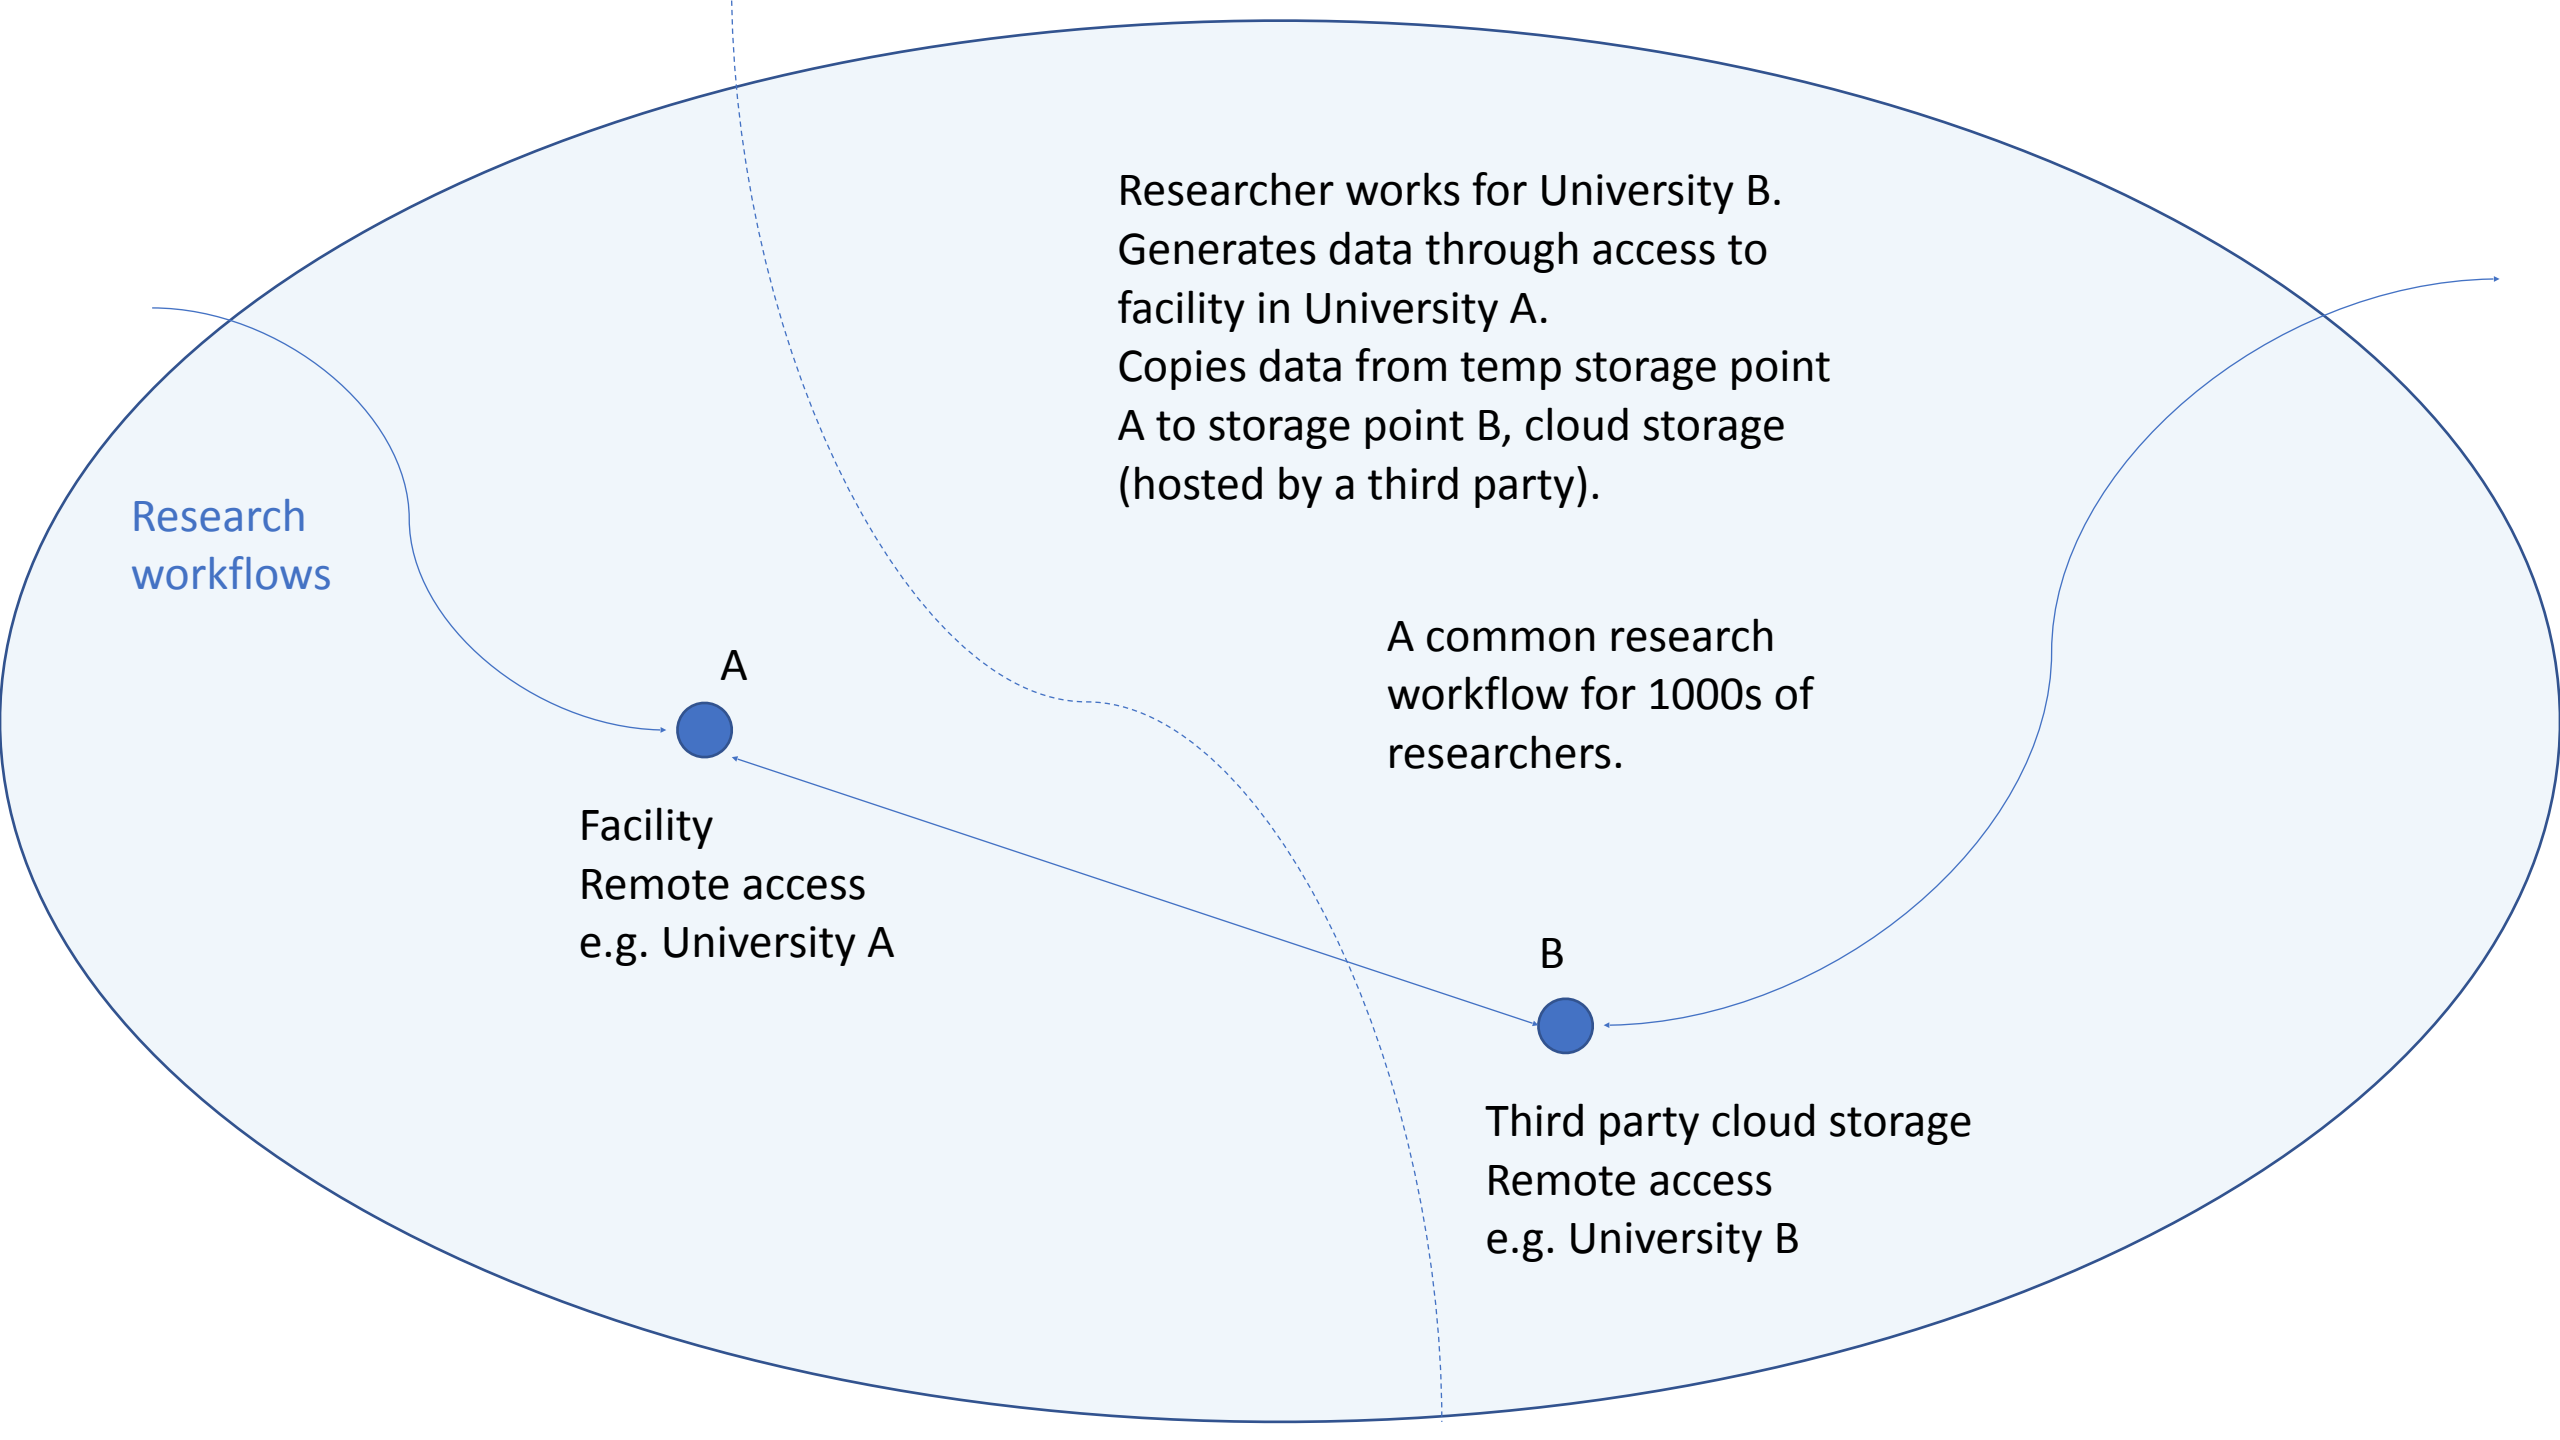 Researcher works for University B.
Generates data through access to
facility in University A.
Copies data from temp storage point
A to storage point B, cloud storage
(hosted by a third party).
Research
workflows
A common research
workflow for 1000s of
researchers.
A
Facility
Remote access
e.g. University A
B
Third party cloud storage
Remote access
e.g. University B